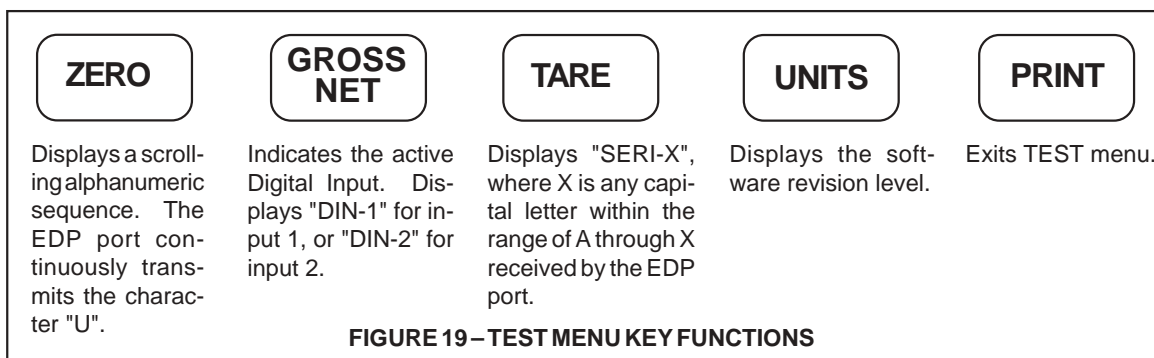 ZERO
GROSS
NET
TARE
UNITS
PRINT
Displays a scroll-
ing alphanumeric
sequence. The
EDP port con-
tinuously trans-
mits the charac-
ter "U".
Indicates the active
Digital Input. Dis-
plays "DIN-1" for in-
put 1, or "DIN-2" for
input 2.
Displays "SERI-X",
where X is any capi-
tal letter within the
range of A through X
received by the EDP
port.
Displays the soft-
ware revision level.
Exits TEST menu.
FIGURE 19 – TEST MENU KEY FUNCTIONS